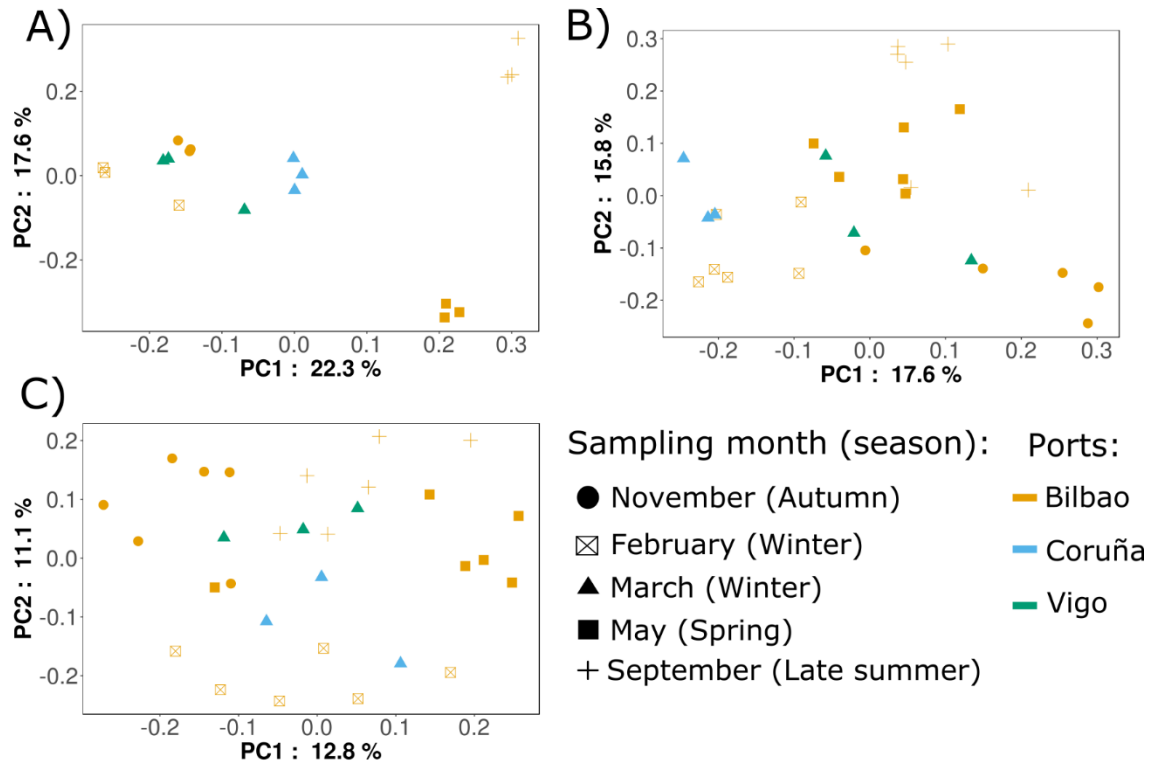 A)
0.2
0.0
-0.2
PC2 : 17.6 %
-0.2 -0.1 0.0 0.1 0.2 0.3
PC1 : 22.3 %
B)
0.3
0.2
0.1
0.0
-0.1
-0.2
PC2 : 15.8 %
-0.2 -0.1 0.0 0.1 0.2 0.3
PC1 : 17.6 %
C)
0.2
0.1
0.0
-0.1
-0.2
PC2 : 11.1 %
-0.2 -0.1 0.0 0.1 0.2
PC1 : 12.8 %
Sampling month (season):
November (Autumn)
February (Winter)
March (Winter)
May (Spring)
September (Late summer)
Ports:
Bilbao
Coruña
Vigo